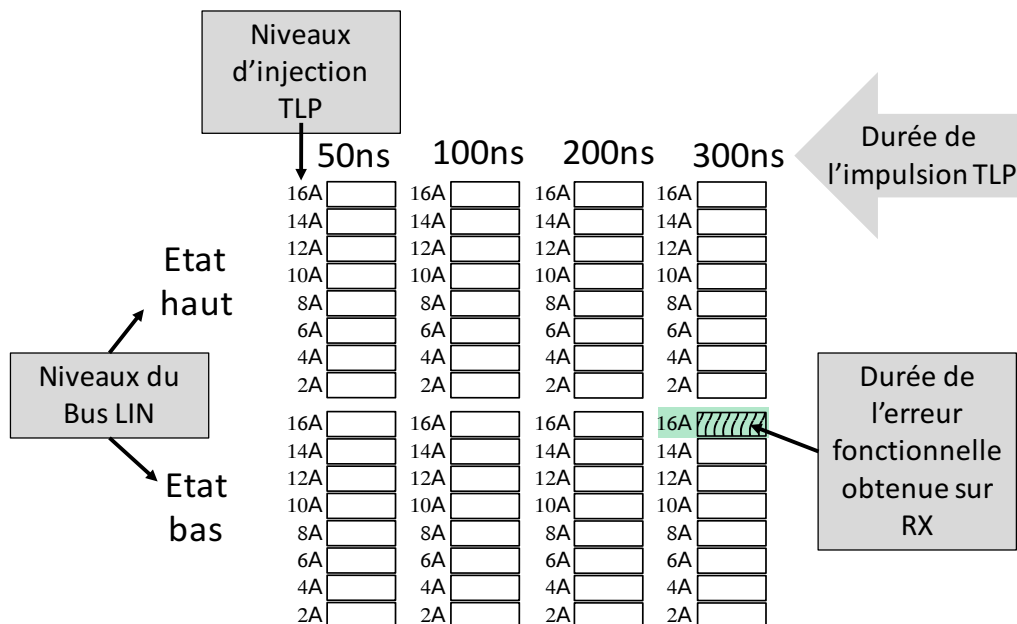 Niveaux
d'injection
TLP
50ns 100ns 200ns 300ns
Durée de
l'impulsion TLP
16A 16A 16A 16A
14A 14A 14A 14A
12A 12A 12A 12A
10A 10A 10A 10A
8A 8A 8A 8A
6A 6A 6A 6A
4A 4A 4A 4A
2A 2A 2A 2A
Etat
haut
Niveaux du
Bus LIN
Etat
bas
16A 16A 16A 16A
14A 14A 14A 14A
12A 12A 12A 12A
10A 10A 10A 10A
8A 8A 8A 8A
6A 6A 6A 6A
4A 4A 4A 4A
2A 2A 2A 2A
Durée de
l'erreur
fonctionnelle
obtenue sur
RX